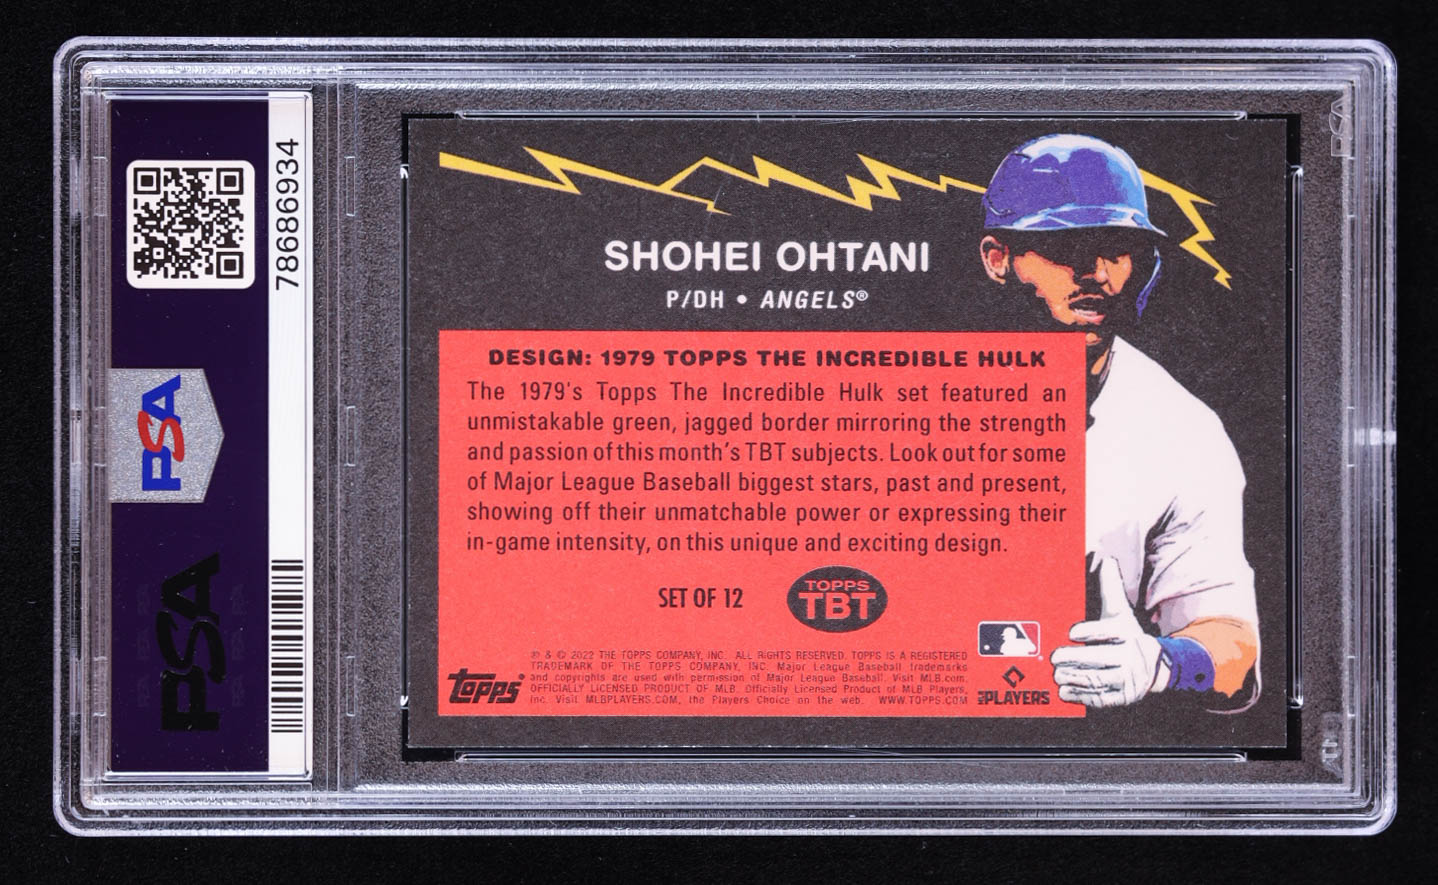 78686934
PSA
PSA
SHOHEI OHTANI
P/DH • ANGELS®
DESIGN: 1979 TOPPS THE INCREDIBLE HULK
The 1979's Topps The Incredible Hulk set featured an
unmistakable green, jagged border mirroring the strength
and passion of this month's TBT subjects. Look out for some
of Major League Baseball biggest stars, past and present,
showing off their unmatchable power or expressing their
in-game intensity, on this unique and exciting design.
SET OF 12
TOPPS
TBT
® & © 2022 THE TOPPS COMPANY, INC. ALL RIGHTS RESERVED. TOPPS IS A REGISTERED
TRADEMARK OF THE TOPPS COMPANY, INC. Major League Baseball trademarks
and copyrights are used with permission of Major League Baseball. Visit MLB.com.
OFFICIALLY LICENSED PRODUCT OF MLB. Officially Licensed Product of MLB Players,
Inc. Visit MLBPLAYERS.COM, the Players Choice on the web. WWW.TOPPS.COM
topps
PLAYERS
PSA